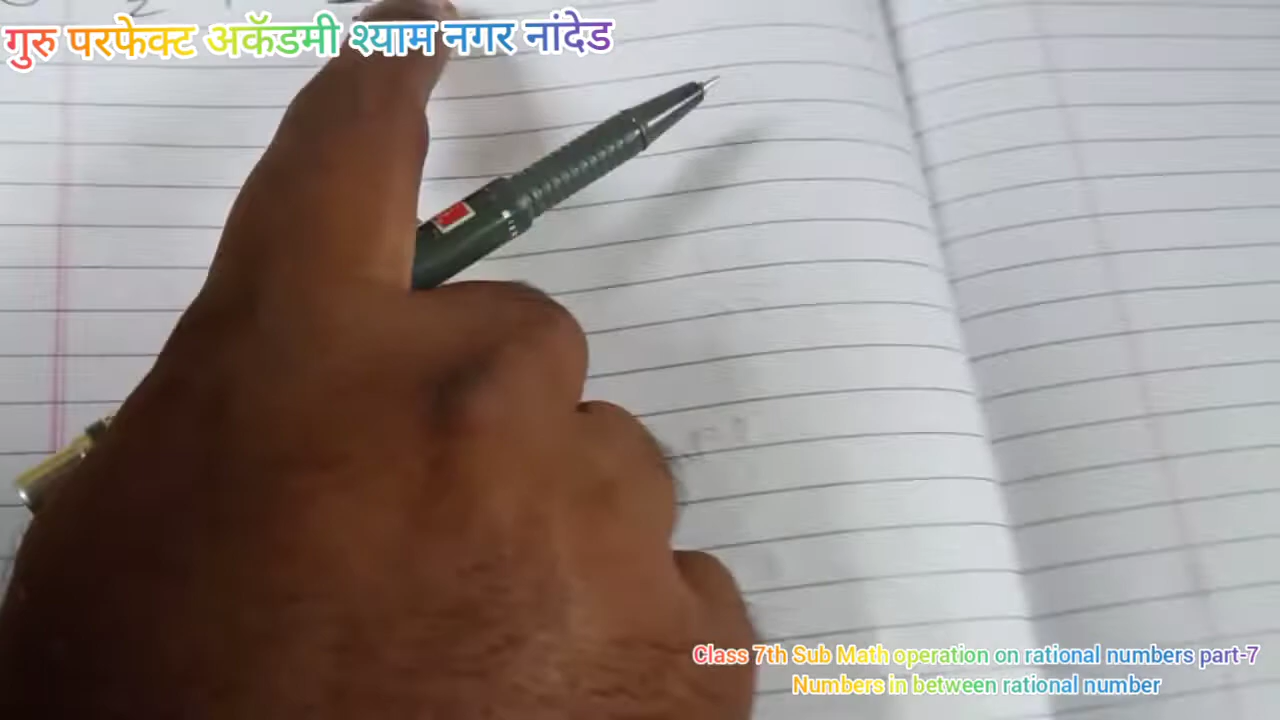 गुरु परफेक्ट अकॅडमी श्याम नगर नांदेड
Class 7th Sub Math operation on rational numbers part-7
Numbers in between rational number